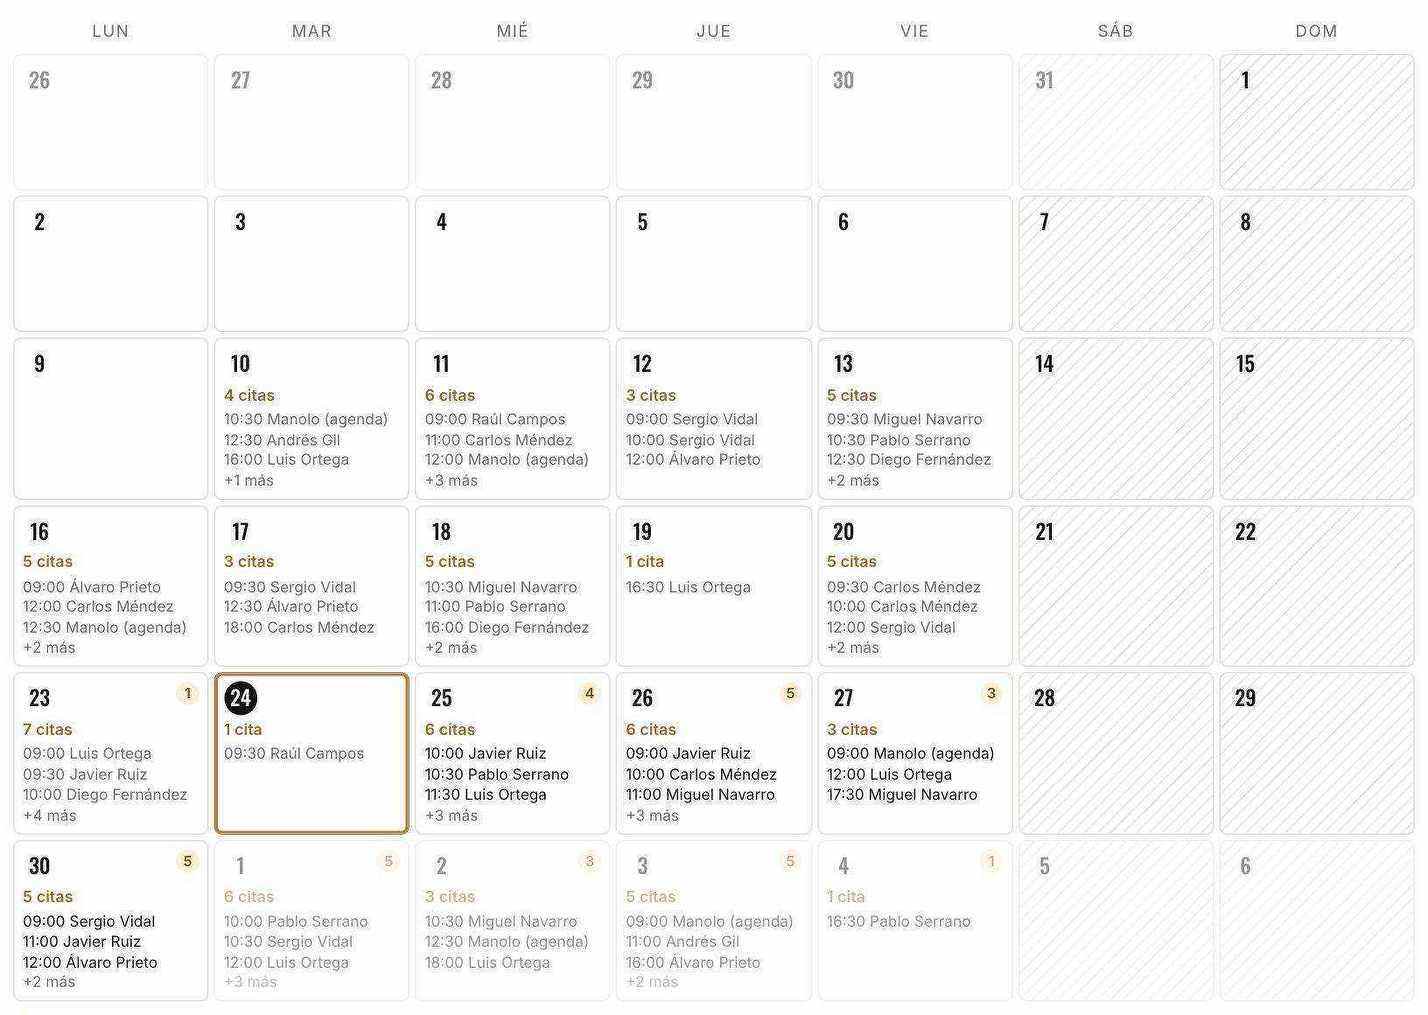 LUN
MAR
MIÉ
JUE
VIE
SÁB
DOM
26
27
28
29
30
31
1
2
3
4
5
6
7
8
9
10
4 citas
10:30 Manolo (agenda)
12:30 Andrés Gil
16:00 Luis Ortega
+1 más
11
6 citas
09:00 Raúl Campos
11:00 Carlos Méndez
12:00 Manolo (agenda)
+3 más
12
3 citas
09:00 Sergio Vidal
10:00 Sergio Vidal
12:00 Álvaro Prieto
13
5 citas
09:30 Miguel Navarro
10:30 Pablo Serrano
12:30 Diego Fernández
+2 más
14
15
16
5 citas
09:00 Álvaro Prieto
12:00 Carlos Méndez
12:30 Manolo (agenda)
+2 más
17
3 citas
09:30 Sergio Vidal
12:30 Álvaro Prieto
18:00 Carlos Méndez
18
5 citas
10:30 Miguel Navarro
11:00 Pablo Serrano
16:00 Diego Fernández
+2 más
19
1 cita
16:30 Luis Ortega
20
5 citas
09:30 Carlos Méndez
10:00 Carlos Méndez
12:00 Sergio Vidal
+2 más
21
22
23
1
7 citas
09:00 Luis Ortega
09:30 Javier Ruiz
10:00 Diego Fernández
+4 más
24
1 cita
09:30 Raúl Campos
25
4
6 citas
10:00 Javier Ruiz
10:30 Pablo Serrano
11:30 Luis Ortega
+3 más
26
5
6 citas
09:00 Javier Ruiz
10:00 Carlos Méndez
11:00 Miguel Navarro
+3 más
27
3
3 citas
09:00 Manolo (agenda)
12:00 Luis Ortega
17:30 Miguel Navarro
28
29
30
5
5 citas
09:00 Sergio Vidal
11:00 Javier Ruiz
12:00 Álvaro Prieto
+2 más
1
5
6 citas
10:00 Pablo Serrano
10:30 Sergio Vidal
12:00 Luis Ortega
+3 más
2
3
3 citas
10:30 Miguel Navarro
12:30 Manolo (agenda)
18:00 Luis Ortega
3
5
5 citas
09:00 Manolo (agenda)
11:00 Andrés Gil
16:00 Álvaro Prieto
+2 más
4
1
1 cita
16:30 Pablo Serrano
5
6